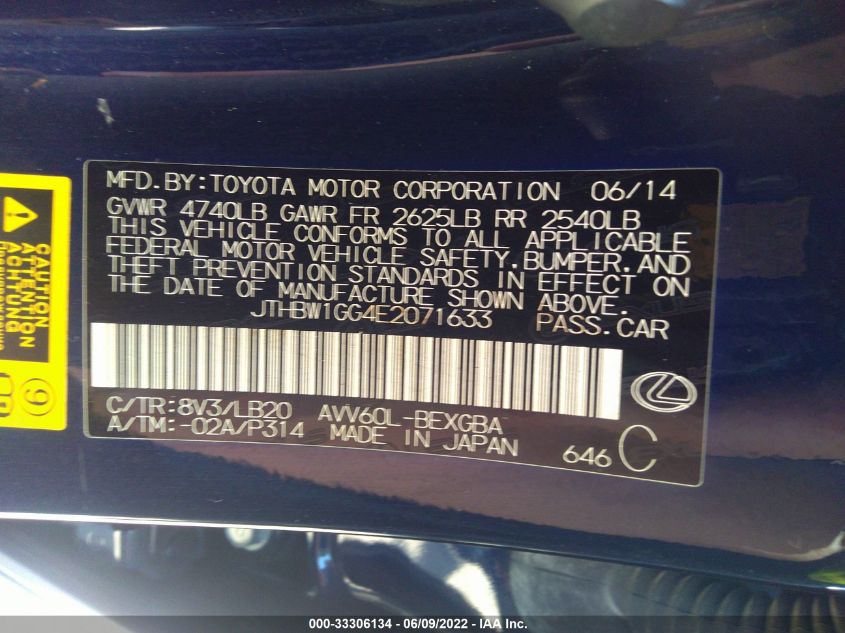 MFD.BY:TOYOTA MOTOR CORPORATION 06/14
GVWR 4740LB GAWR FR 2625LB RR 2540LB
THIS VEHICLE CONFORMS TO ALL APPLICABLE
FEDERAL MOTOR VEHICLE SAFETY,BUMPER,AND
THEFT PREVENTION STANDARDS IN EFFECT ON
THE DATE OF MANUFACTURE SHOWN ABOVE.
JTHBW1GG4E2071633 PASS.CAR
C/TR:8V3/LB20 AVV60L-BEXGBA
A/TM:-02A/P314 MADE IN JAPAN 646 C
CAUTION
ATTENTION
ACHTUNG
9
000-33306134 - 06/09/2022 - IAA Inc.